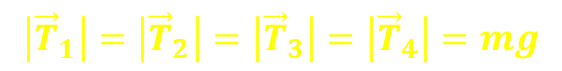 |T⃗₁| = |T⃗₂| = |T⃗₃| = |T⃗₄| = mg